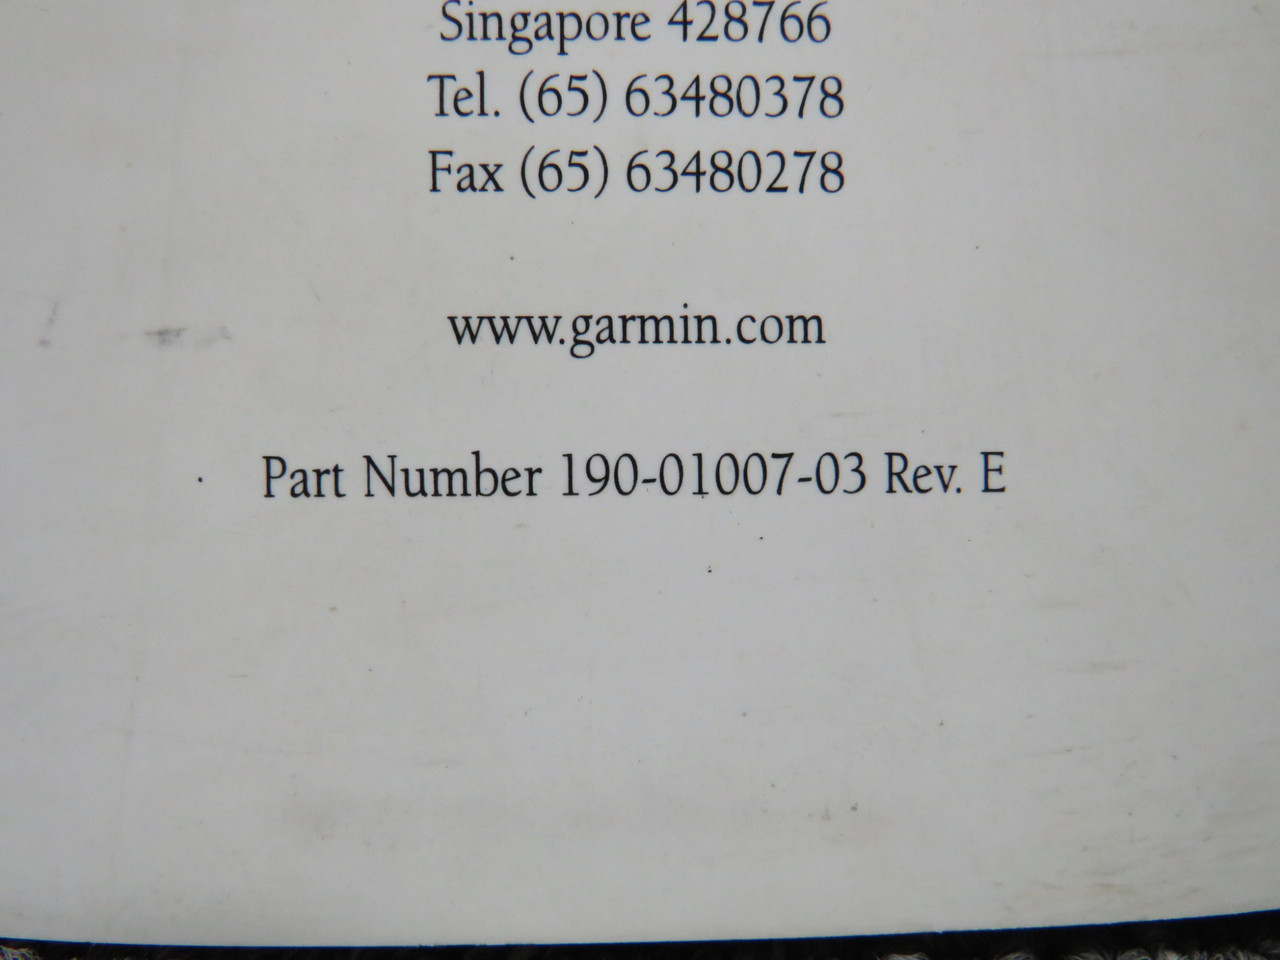 Singapore 428766
Tel. (65) 63480378
Fax (65) 63480278
www.garmin.com
Part Number 190-01007-03 Rev. E